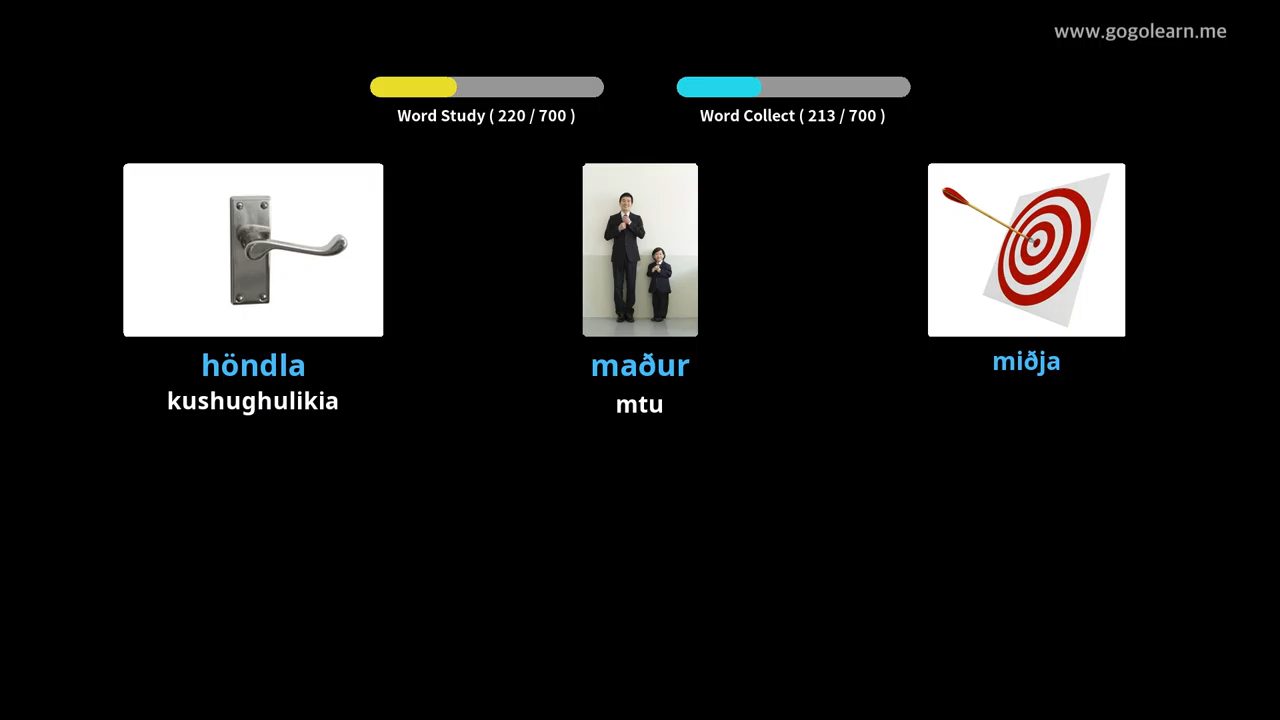 www.gogolearn.me
Word Study ( 220 / 700 )
Word Collect ( 213 / 700 )
höndla
kushughulikia
maður
mtu
miðja